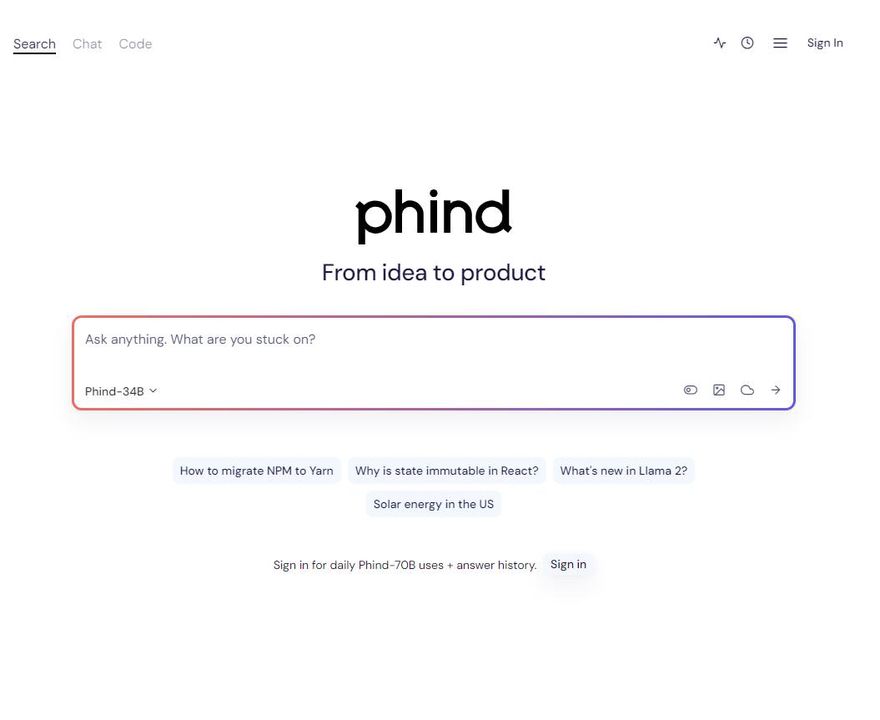 Search Chat Code Sign In
phind
From idea to product
Ask anything. What are you stuck on?
Phind-34B
How to migrate NPM to Yarn Why is state immutable in React? What's new in Llama 2?
Solar energy in the US
Sign in for daily Phind-70B uses + answer history. Sign in